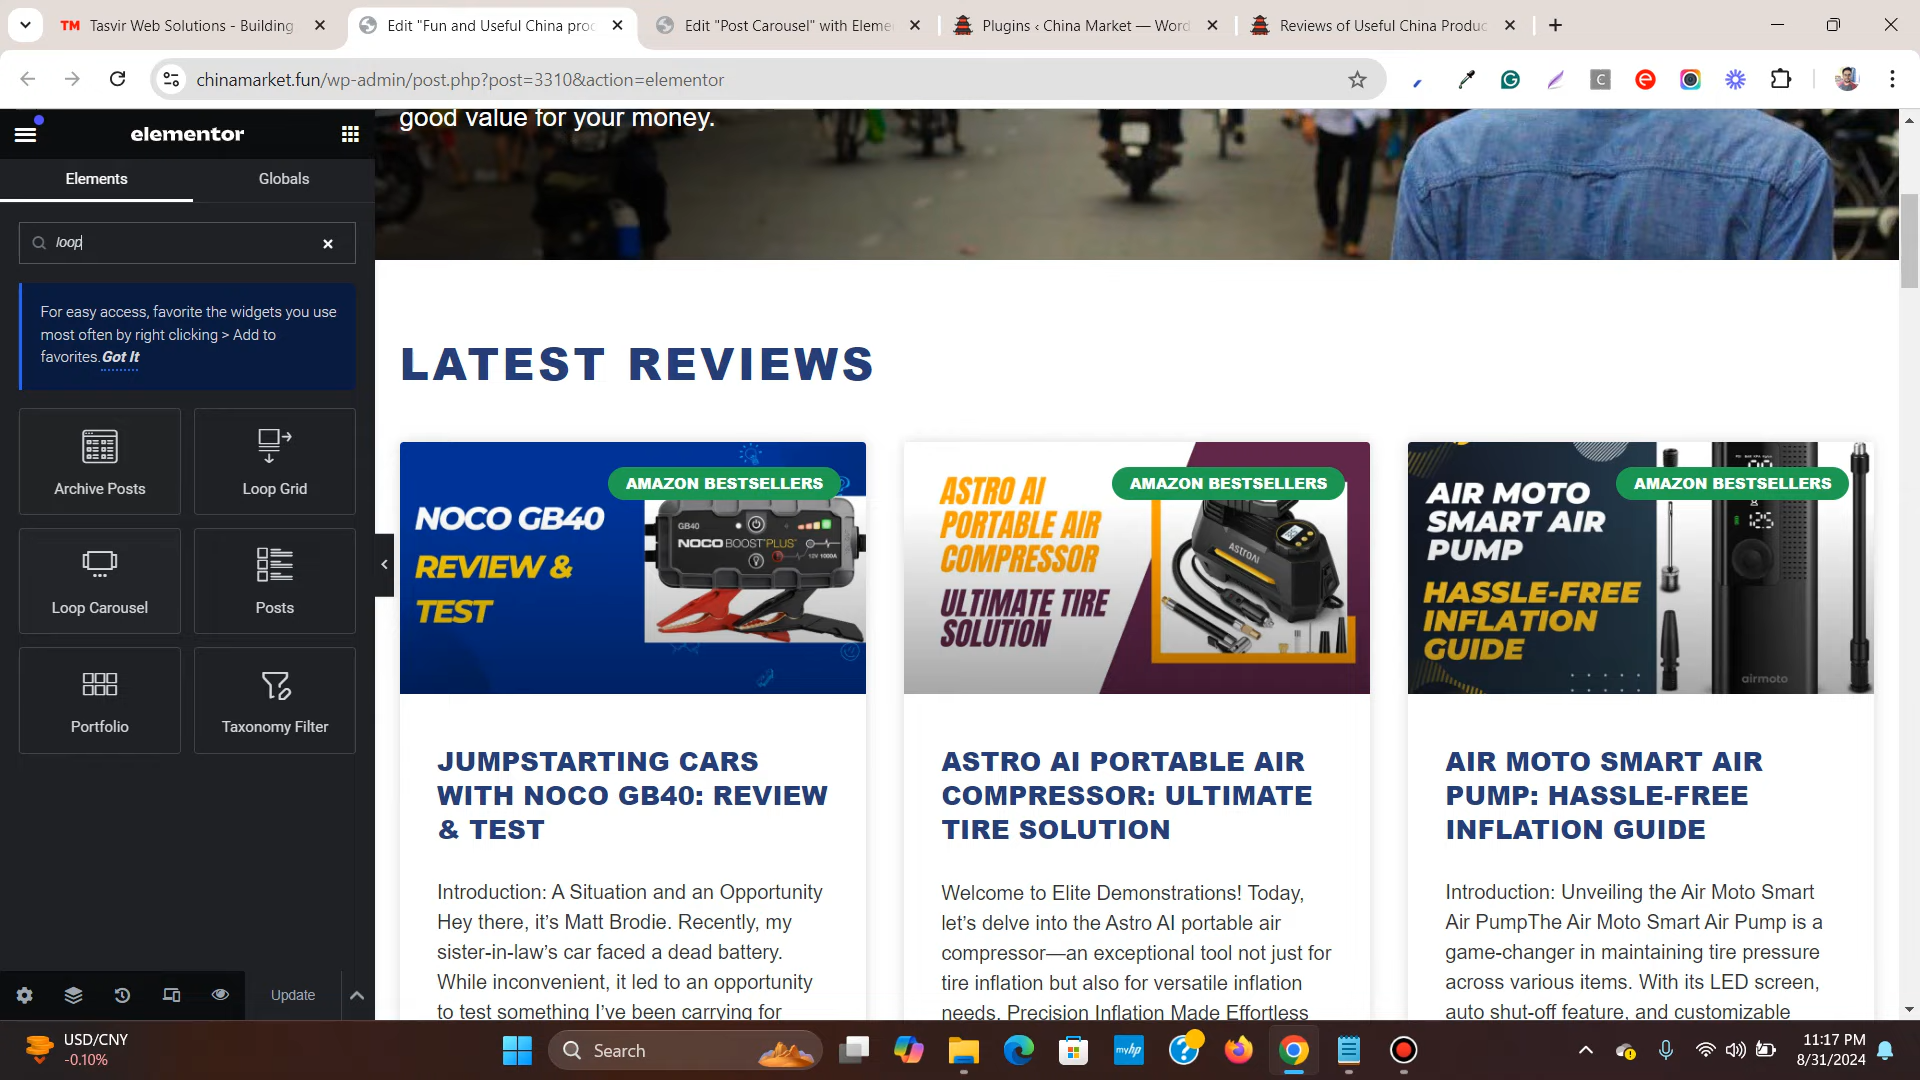 Tasvir Web Solutions - Building
Edit "Fun and Useful China proc
Edit "Post Carousel" with Eleme
Plugins ‹ China Market — Word
Reviews of Useful China Produc
chinamarket.fun/wp-admin/post.php?post=3310&action=elementor
elementor
Elements
Globals
loop
For easy access, favorite the widgets you use
most often by right clicking > Add to
favorites. Got It
Archive Posts
Loop Grid
Loop Carousel
Posts
Portfolio
Taxonomy Filter
Update
good value for your money.
LATEST REVIEWS
AMAZON BESTSELLERS
NOCO GB40
REVIEW &
TEST
GB40
NOCO BOOST PLUS
12V 1000A
JUMPSTARTING CARS
WITH NOCO GB40: REVIEW
& TEST
Introduction: A Situation and an Opportunity
Hey there, it's Matt Brodie. Recently, my
sister-in-law's car faced a dead battery.
While inconvenient, it led to an opportunity
to test something I've been carrying for
AMAZON BESTSELLERS
ASTRO AI
PORTABLE AIR
COMPRESSOR
ULTIMATE TIRE
SOLUTION
AstroAI
ASTRO AI PORTABLE AIR
COMPRESSOR: ULTIMATE
TIRE SOLUTION
Welcome to Elite Demonstrations! Today,
let's delve into the Astro AI portable air
compressor—an exceptional tool not just for
tire inflation but also for versatile inflation
needs. Precision Inflation Made Effortless
AMAZON BESTSELLERS
AIR MOTO
SMART AIR
PUMP
HASSLE-FREE
INFLATION
GUIDE
airmoto
AIR MOTO SMART AIR
PUMP: HASSLE-FREE
INFLATION GUIDE
Introduction: Unveiling the Air Moto Smart
Air PumpThe Air Moto Smart Air Pump is a
game-changer in maintaining tire pressure
across various items. With its LED screen,
auto shut-off feature, and customizable
USD/CNY
-0.10%
Search
myhp
11:17 PM
8/31/2024